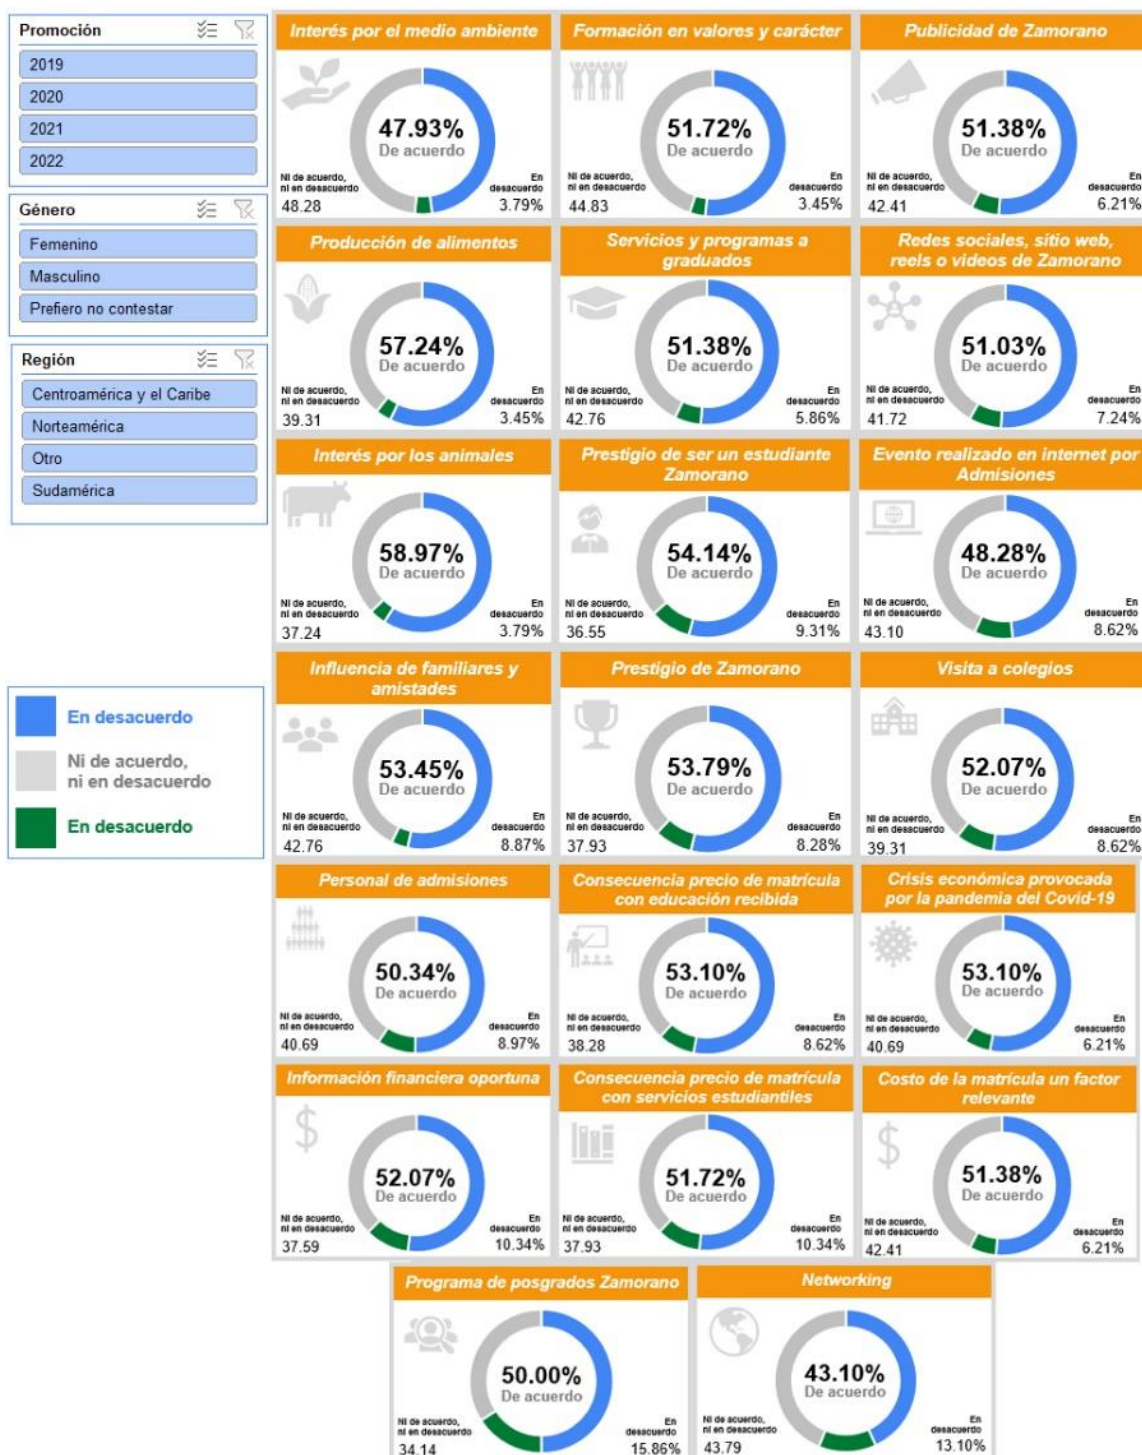 Promoción
2019
2020
2021
2022
Género
Femenino
Masculino
Prefiero no contestar
Región
Centroamérica y el Caribe
Norteamérica
Otro
Sudamérica
En desacuerdo
Ni de acuerdo,
ni en desacuerdo
En desacuerdo
Interés por el medio ambiente
47.93%
De acuerdo
Ni de acuerdo,
ni en desacuerdo
48.28
En
desacuerdo
3.79%
Formación en valores y carácter
51.72%
De acuerdo
Ni de acuerdo,
ni en desacuerdo
44.83
En
desacuerdo
3.45%
Publicidad de Zamorano
51.38%
De acuerdo
Ni de acuerdo,
ni en desacuerdo
42.41
En
desacuerdo
6.21%
Producción de alimentos
57.24%
De acuerdo
Ni de acuerdo,
ni en desacuerdo
39.31
En
desacuerdo
3.45%
Servicios y programas a
graduados
51.38%
De acuerdo
Ni de acuerdo,
ni en desacuerdo
42.76
En
desacuerdo
5.86%
Redes sociales, sitio web,
reels o videos de Zamorano
51.03%
De acuerdo
Ni de acuerdo,
ni en desacuerdo
41.72
En
desacuerdo
7.24%
Interés por los animales
58.97%
De acuerdo
Ni de acuerdo,
ni en desacuerdo
37.24
En
desacuerdo
3.79%
Prestigio de ser un estudiante
Zamorano
54.14%
De acuerdo
Ni de acuerdo,
ni en desacuerdo
36.55
En
desacuerdo
9.31%
Evento realizado en internet por
Admisiones
48.28%
De acuerdo
Ni de acuerdo,
ni en desacuerdo
43.10
En
desacuerdo
8.62%
Influencia de familiares y
amistades
53.45%
De acuerdo
Ni de acuerdo,
ni en desacuerdo
42.76
En
desacuerdo
8.87%
Prestigio de Zamorano
53.79%
De acuerdo
Ni de acuerdo,
ni en desacuerdo
37.93
En
desacuerdo
8.28%
Visita a colegios
52.07%
De acuerdo
Ni de acuerdo,
ni en desacuerdo
39.31
En
desacuerdo
8.62%
Personal de admisiones
50.34%
De acuerdo
Ni de acuerdo,
ni en desacuerdo
40.69
En
desacuerdo
8.97%
Consecuencia precio de matrícula
con educación recibida
53.10%
De acuerdo
Ni de acuerdo,
ni en desacuerdo
38.28
En
desacuerdo
8.62%
Crisis económica provocada
por la pandemia del Covid-19
53.10%
De acuerdo
Ni de acuerdo,
ni en desacuerdo
40.69
En
desacuerdo
6.21%
Información financiera oportuna
52.07%
De acuerdo
Ni de acuerdo,
ni en desacuerdo
37.59
En
desacuerdo
10.34%
Consecuencia precio de matrícula
con servicios estudiantiles
51.72%
De acuerdo
Ni de acuerdo,
ni en desacuerdo
37.93
En
desacuerdo
10.34%
Costo de la matrícula un factor
relevante
51.38%
De acuerdo
Ni de acuerdo,
ni en desacuerdo
42.41
En
desacuerdo
6.21%
Programa de posgrados Zamorano
50.00%
De acuerdo
Ni de acuerdo,
ni en desacuerdo
34.14
En
desacuerdo
15.86%
Networking
43.10%
De acuerdo
Ni de acuerdo,
ni en desacuerdo
43.79
En
desacuerdo
13.10%